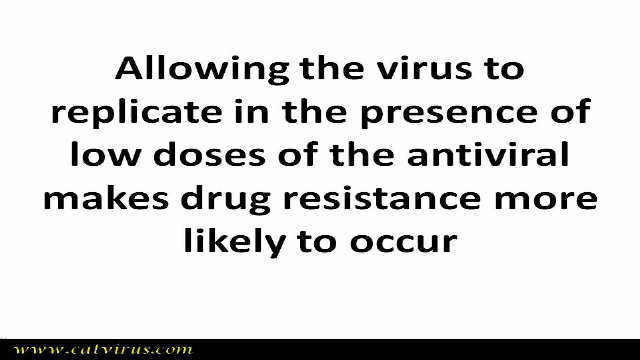 Allowing the virus to
replicate in the presence of
low doses of the antiviral
makes drug resistance more
likely to occur
www.catvirus.com